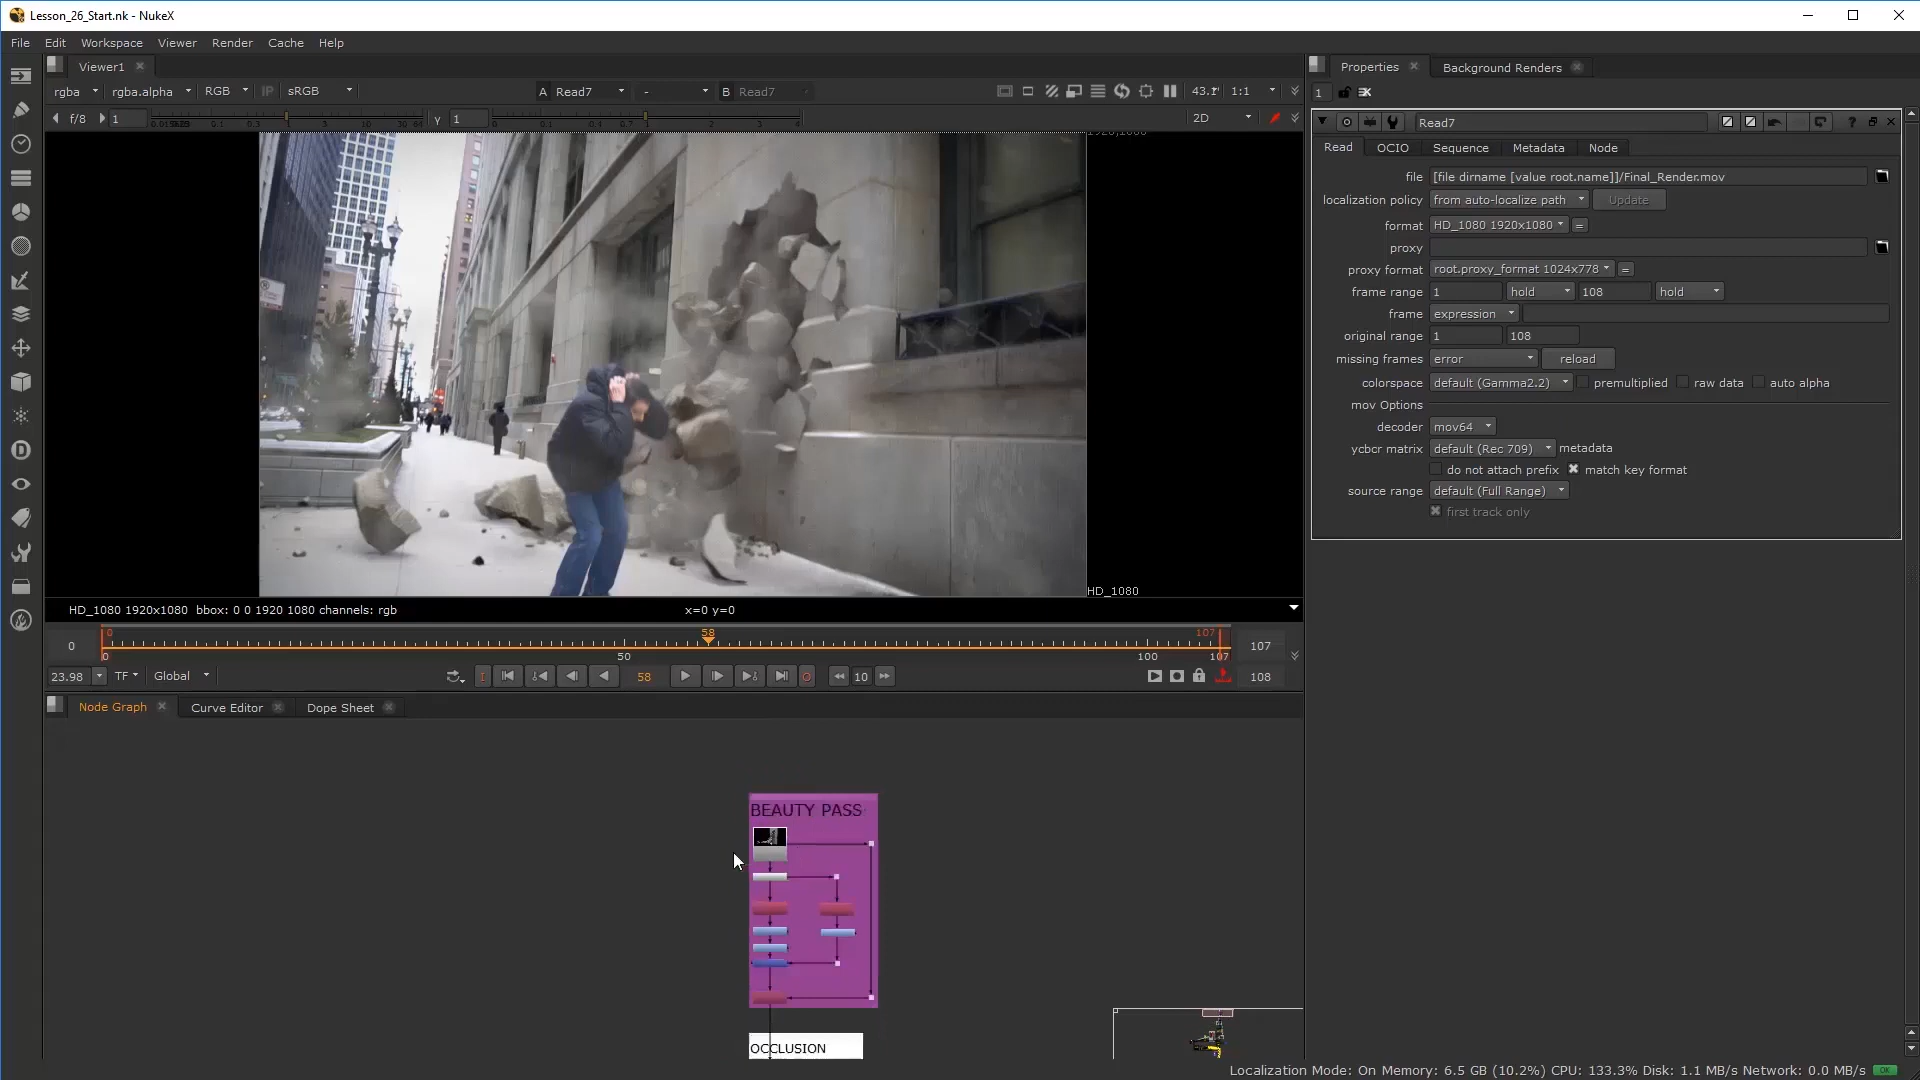 Lesson_26_Start.nk - NukeX
File Edit Workspace Viewer Render Cache Help
Viewer1
Properties
Background Renders
rgba rgba.alpha RGB IP sRGB A Read7 - B Read7 1:1
1
f/8 1 y 1 2D
Read7
Read OCIO Sequence Metadata Node
file [file dirname [value root.name]]/Final_Render.mov
localization policy from auto-localize path Update
format HD_1080 1920x1080 =
proxy
proxy format root.proxy_format 1024x778 =
frame range 1 hold 108 hold
frame expression
original range 1 108
missing frames error reload
colorspace default (Gamma2.2) premultiplied raw data auto alpha
mov Options
decoder mov64
ycbcr matrix default (Rec 709) metadata
do not attach prefix match key format
source range default (Full Range)
first track only
HD_1080
HD_1080 1920x1080 bbox: 0 0 1920 1080 channels: rgb x=0 y=0
0 58 107
0 0 50 100 107 107
23.98 TF Global I 58 O 10 108
Node Graph Curve Editor Dope Sheet
BEAUTY PASS
OCCLUSION
Localization Mode: On Memory: 6.5 GB (10.2%) CPU: 133.3% Disk: 1.1 MB/s Network: 0.0 MB/s OK